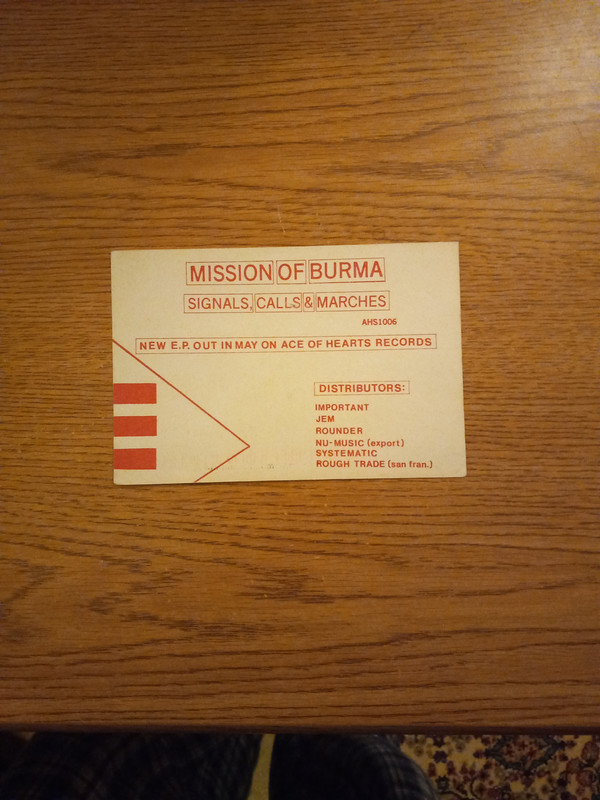 MISSION OF BURMA
SIGNALS, CALLS & MARCHES
AHS1006
NEW E.P. OUT IN MAY ON ACE OF HEARTS RECORDS
DISTRIBUTORS:
IMPORTANT
JEM
ROUNDER
NU-MUSIC (export)
SYSTEMATIC
ROUGH TRADE (san fran.)